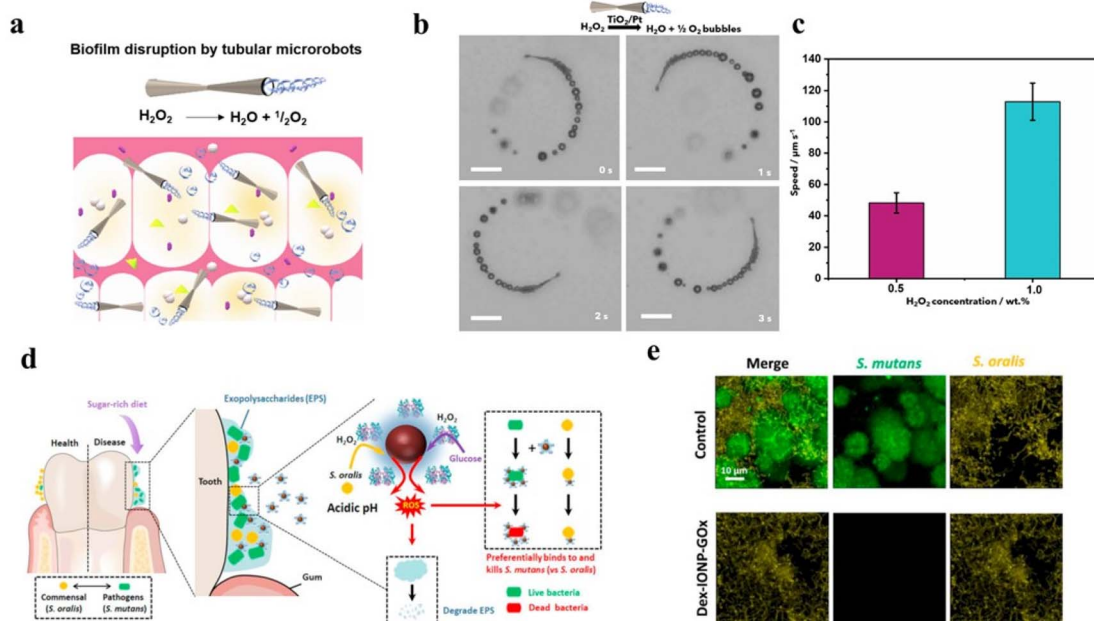 a
Biofilm disruption by tubular microrobots
H₂O₂ → H₂O + ¹/₂O₂
b
TiO₂/Pt
H₂O₂ → H₂O + ½ O₂ bubbles
0 s
1 s
2 s
3 s
c
Speed / µm s⁻¹
140
120
100
80
60
40
20
0
0.5
1.0
H₂O₂ concentration / wt.%
d
Sugar-rich diet
Health
Disease
Commensal
(S. oralis)
Pathogens
(S. mutans)
Exopolysaccharides (EPS)
Tooth
Gum
H₂O₂
H₂O₂
S. oralis
Glucose
Acidic pH
ROS
Degrade EPS
+
Preferentially binds to and
kills S. mutans (vs S. oralis)
Live bacteria
Dead bacteria
e
Merge
S. mutans
S. oralis
Control
10 µm
Dex-IONP-GOx